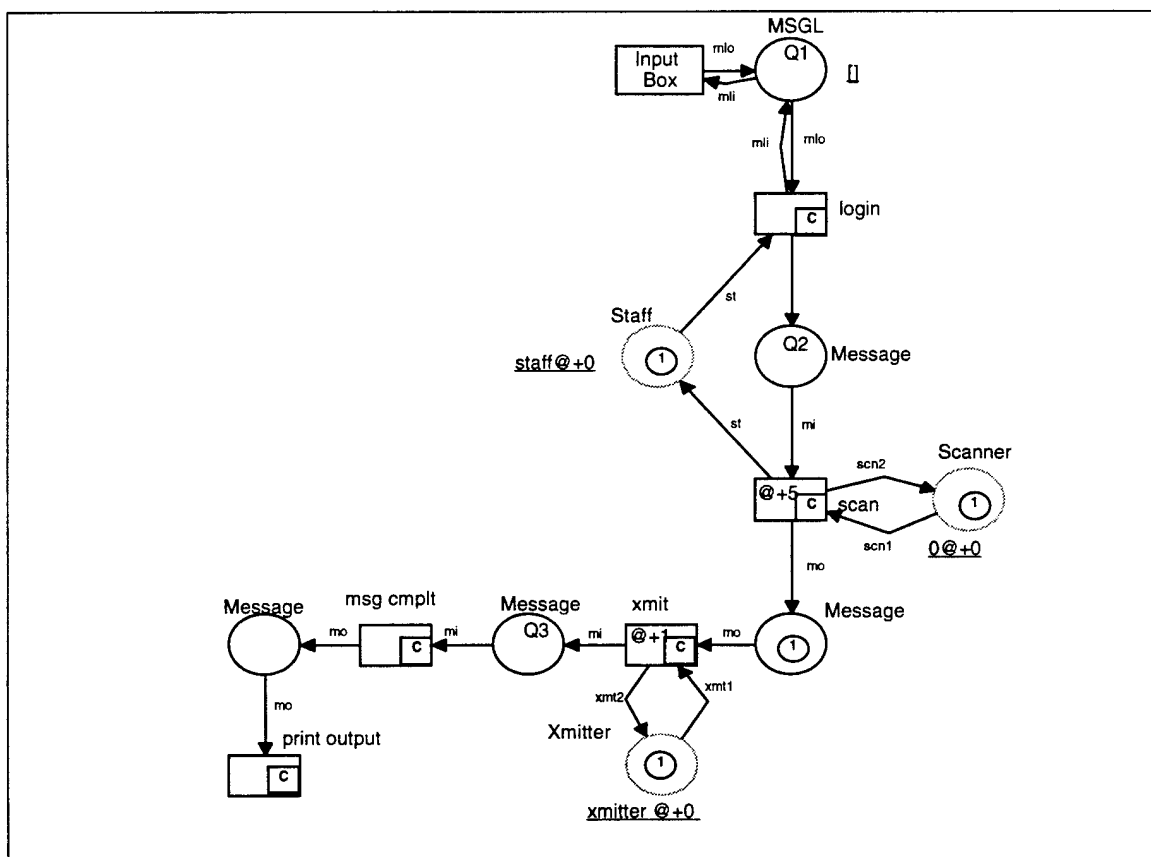 MSGL
Input
Box
mlo
mli
Q1
[]
mli
mlo
login
C
st
Staff
1
staff@+0
Q2
Message
st
mi
Scanner
scn2
@+5
C
scan
1
scn1
0@+0
mo
Message
msg cmplt
Message
xmit
Message
mo
C
mi
Q3
mi
@+1
C
mo
1
mo
xmt2
xmt1
print output
C
Xmitter
1
xmitter @+0